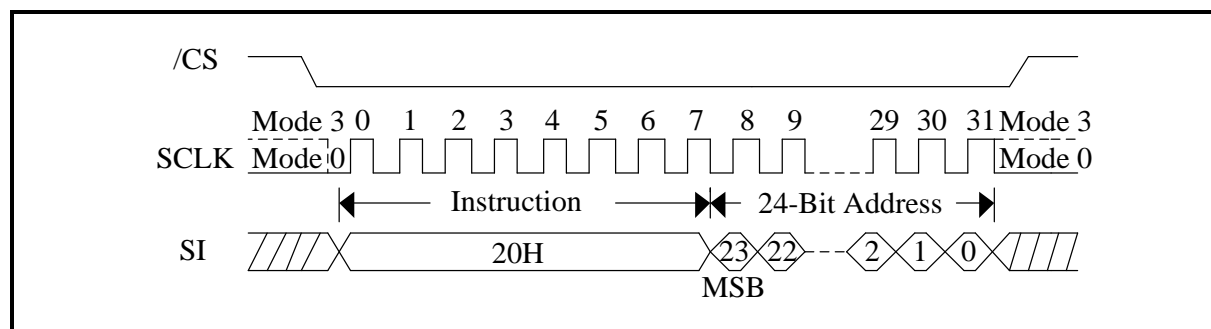 /CS
Mode 3 0 1 2 3 4 5 6 7 8 9 29 30 31 Mode 3
SCLK Mode 0 Mode 0
Instruction 24-Bit Address
SI 20H 23 22 2 1 0
MSB